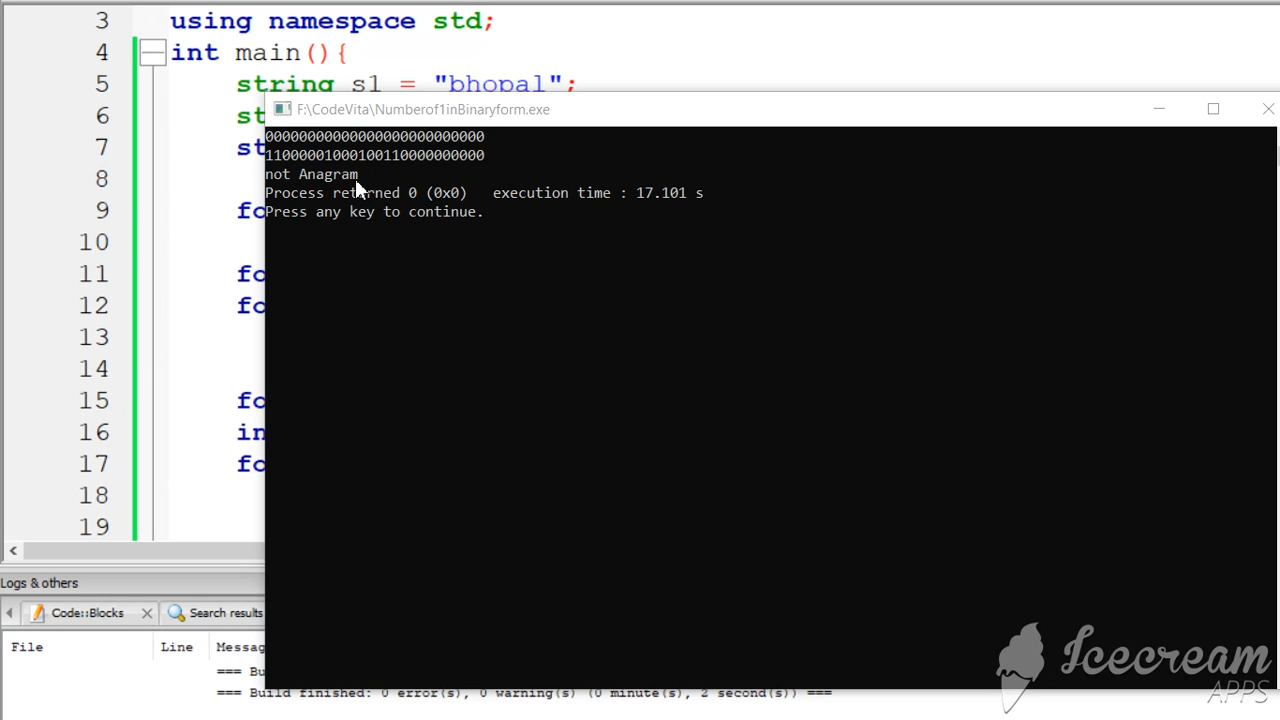 3 using namespace std;
4 int main(){
5 string s1 = "bhopal";
6 st
7 st
8
9 fo
10
11 fo
12 fo
13
14
15 fo
16 in
17 fo
18
19
F:\CodeVita\Numberof1inBinaryform.exe
00000000000000000000000000
11000001000100110000000000
not Anagram
Process returned 0 (0x0) execution time : 17.101 s
Press any key to continue.
Logs & others
Code::Blocks Search results
File Line Messag
=== Bu
=== Build finished: 0 error(s), 0 warning(s) (0 minute(s), 2 second(s)) ===
Icecream
APPS